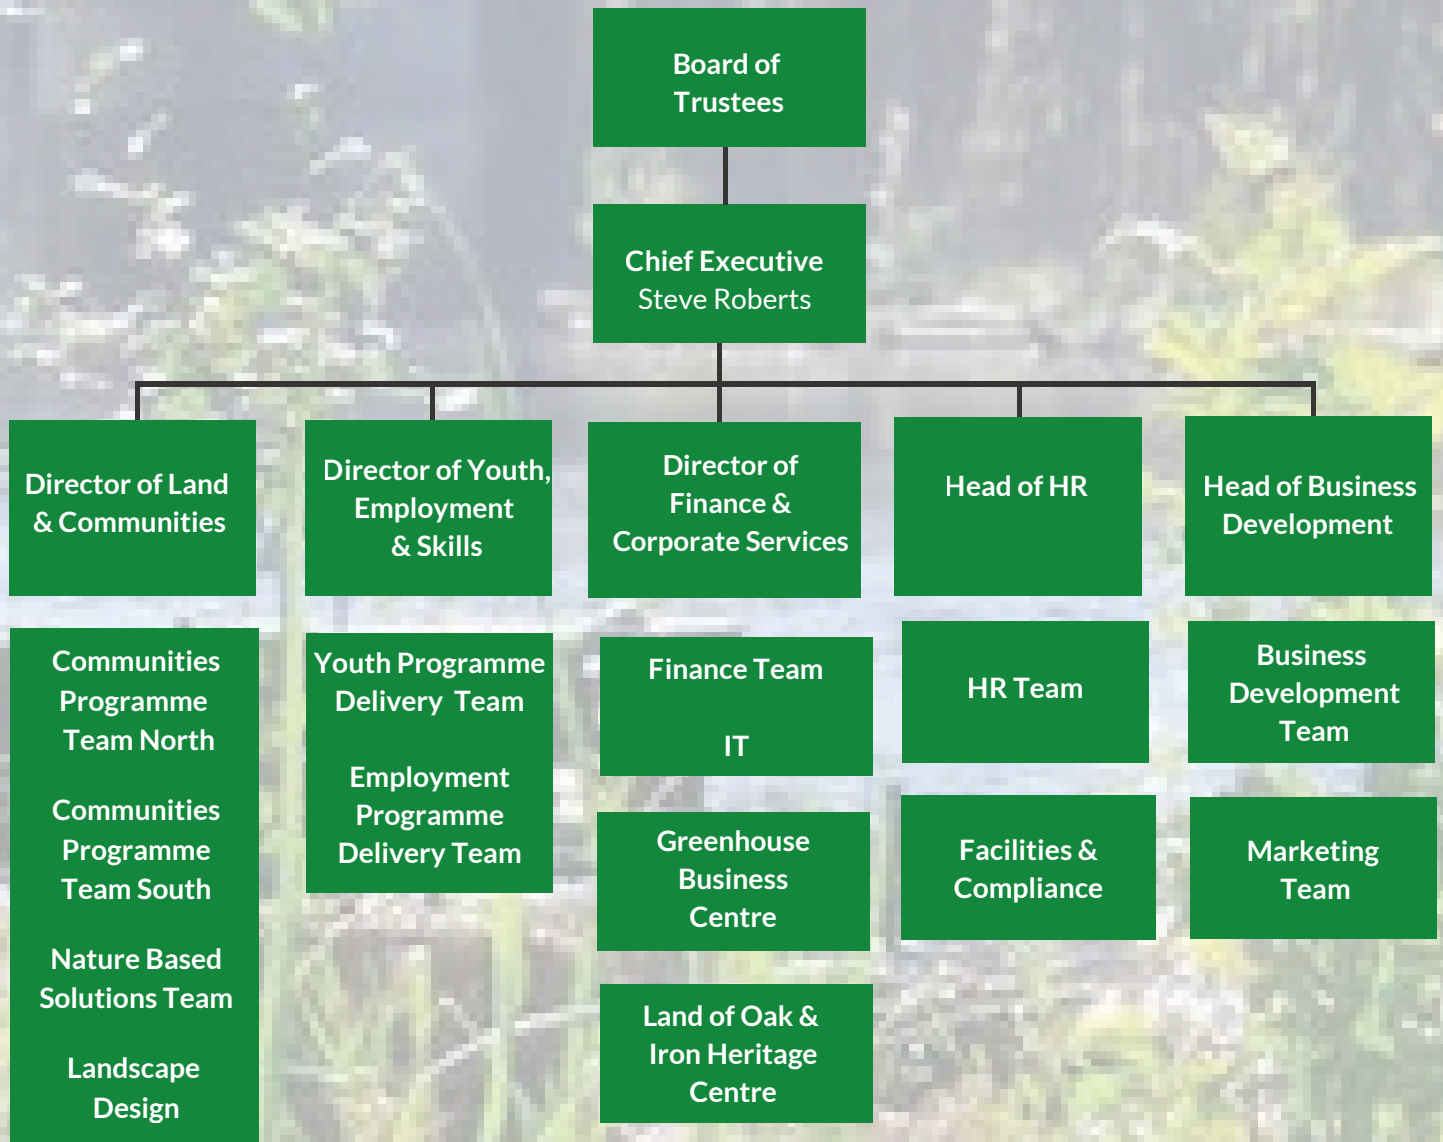 Board of
Trustees
Chief Executive
Steve Roberts
Director of Land
& Communities
Director of Youth,
Employment
& Skills
Director of
Finance &
Corporate Services
Head of HR
Head of Business
Development
Communities
Programme
Team North
Communities
Programme
Team South
Nature Based
Solutions Team
Landscape
Design
Youth Programme
Delivery Team
Employment
Programme
Delivery Team
Finance Team
IT
Greenhouse
Business
Centre
Land of Oak &
Iron Heritage
Centre
HR Team
Facilities &
Compliance
Business
Development
Team
Marketing
Team